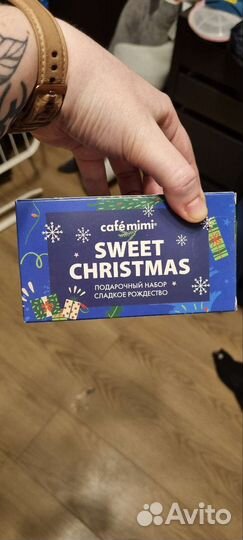 café mimi
SWEET
CHRISTMAS
ПОДАРОЧНЫЙ НАБОР
СЛАДКОЕ РОЖДЕСТВО
Avito